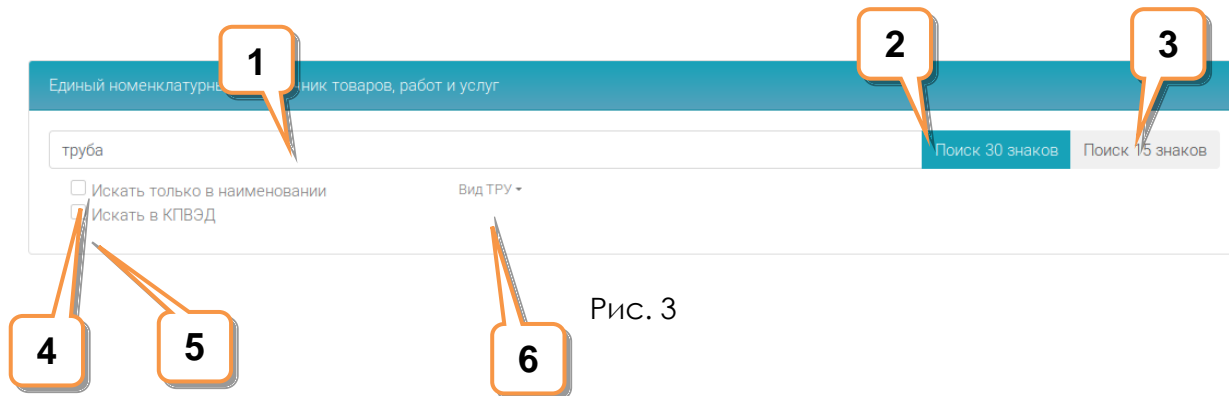 1
2
3
Единый номенклатурны ник товаров, работ и услуг
труба
Поиск 30 знаков
Поиск 15 знаков
Искать только в наименовании
Вид ТРУ
Искать в КПВЭД
Рис. 3
4
5
6